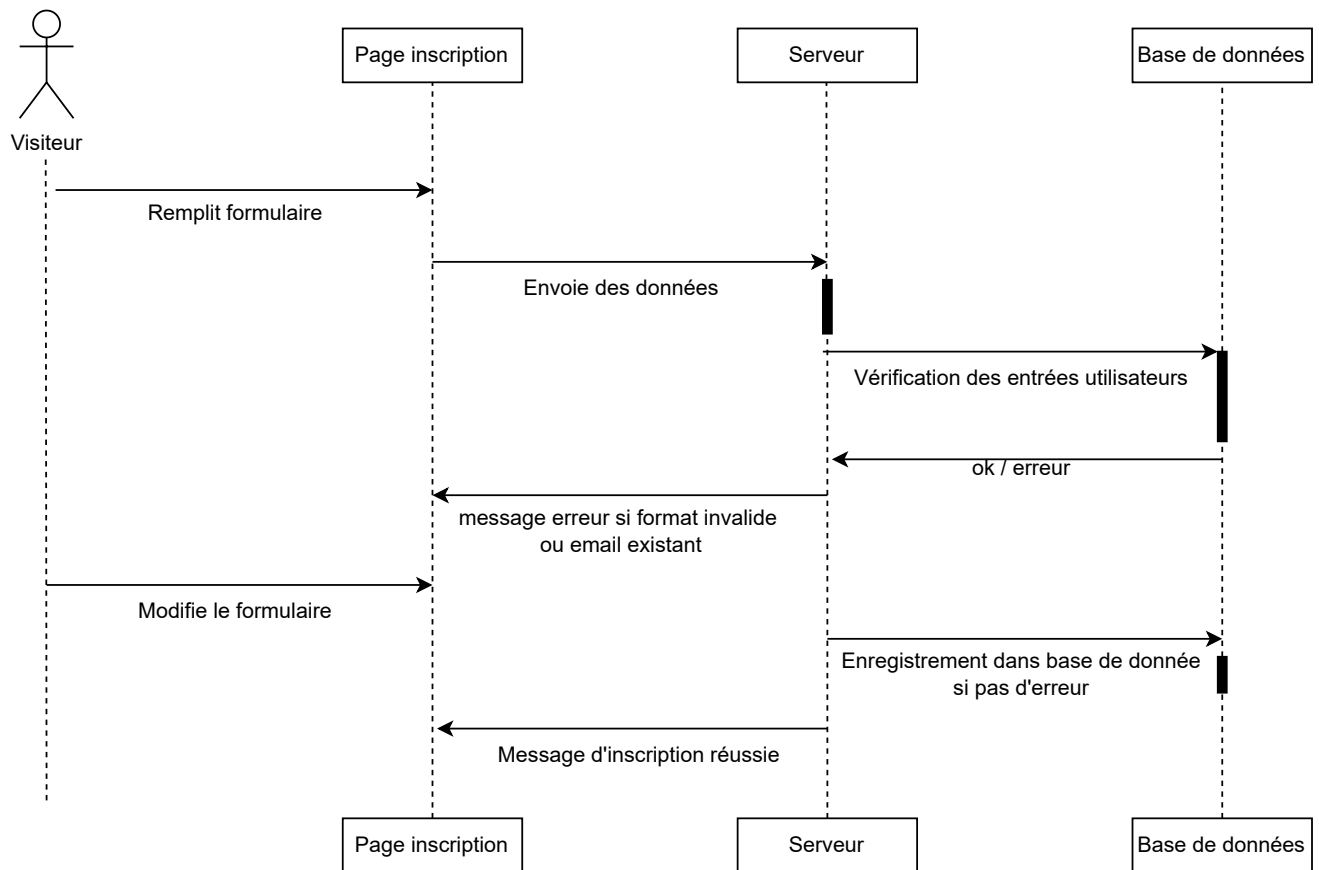 Page inscription
Serveur
Base de données
Visiteur
Remplit formulaire
Envoie des données
Vérification des entrées utilisateurs
ok / erreur
message erreur si format invalide
ou email existant
Modifie le formulaire
Enregistrement dans base de donnée
si pas d'erreur
Message d'inscription réussie
Page inscription
Serveur
Base de données